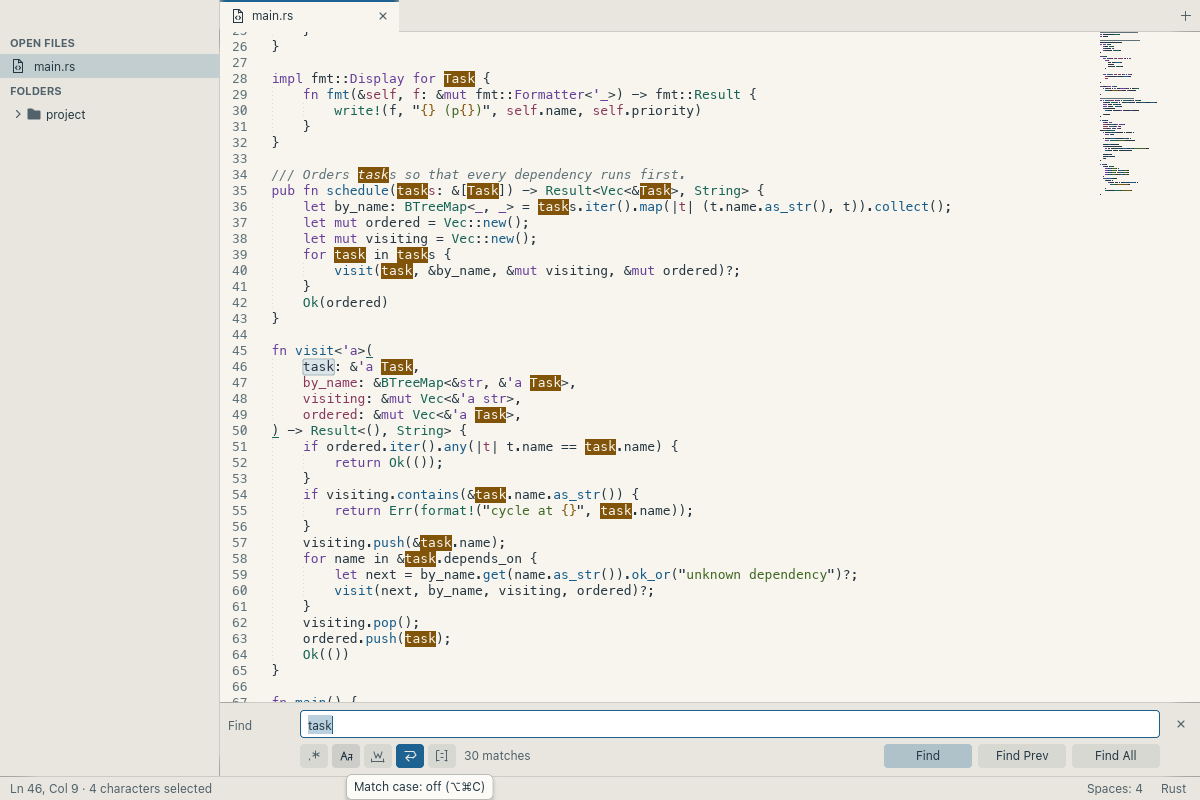 main.rs
OPEN FILES
main.rs
FOLDERS
project
26 }
27
28 impl fmt::Display for Task {
29     fn fmt(&self, f: &mut fmt::Formatter<'_>) -> fmt::Result {
30         write!(f, "{} (p{})", self.name, self.priority)
31     }
32 }
33
34 /// Orders tasks so that every dependency runs first.
35 pub fn schedule(tasks: &[Task]) -> Result<Vec<&Task>, String> {
36     let by_name: BTreeMap<_, _> = tasks.iter().map(|t| (t.name.as_str(), t)).collect();
37     let mut ordered = Vec::new();
38     let mut visiting = Vec::new();
39     for task in tasks {
40         visit(task, &by_name, &mut visiting, &mut ordered)?;
41     }
42     Ok(ordered)
43 }
44
45 fn visit<'a>(
46     task: &'a Task,
47     by_name: &BTreeMap<&str, &'a Task>,
48     visiting: &mut Vec<&'a str>,
49     ordered: &mut Vec<&'a Task>,
50 ) -> Result<(), String> {
51     if ordered.iter().any(|t| t.name == task.name) {
52         return Ok(());
53     }
54     if visiting.contains(&task.name.as_str()) {
55         return Err(format!("cycle at {}", task.name));
56     }
57     visiting.push(&task.name);
58     for name in &task.depends_on {
59         let next = by_name.get(name.as_str()).ok_or("unknown dependency")?;
60         visit(next, by_name, visiting, ordered)?;
61     }
62     visiting.pop();
63     ordered.push(task);
64     Ok(())
65 }
66
67 fn main() {
Find
task
.* Aa W [-] 30 matches
Find
Find Prev
Find All
Match case: off (⌥⌘C)
Ln 46, Col 9 · 4 characters selected
Spaces: 4
Rust